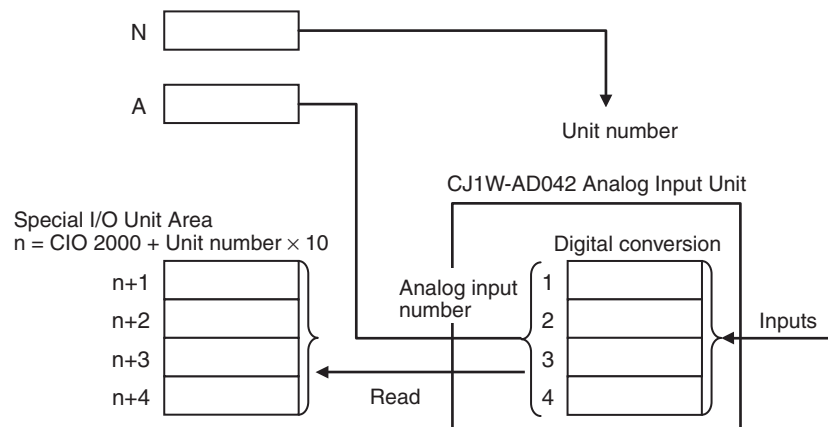 N
A
Unit number
CJ1W-AD042 Analog Input Unit
Special I/O Unit Area
n = CIO 2000 + Unit number × 10
Digital conversion
n+1
n+2
n+3
n+4
Analog input
number
1
2
3
4
Inputs
Read